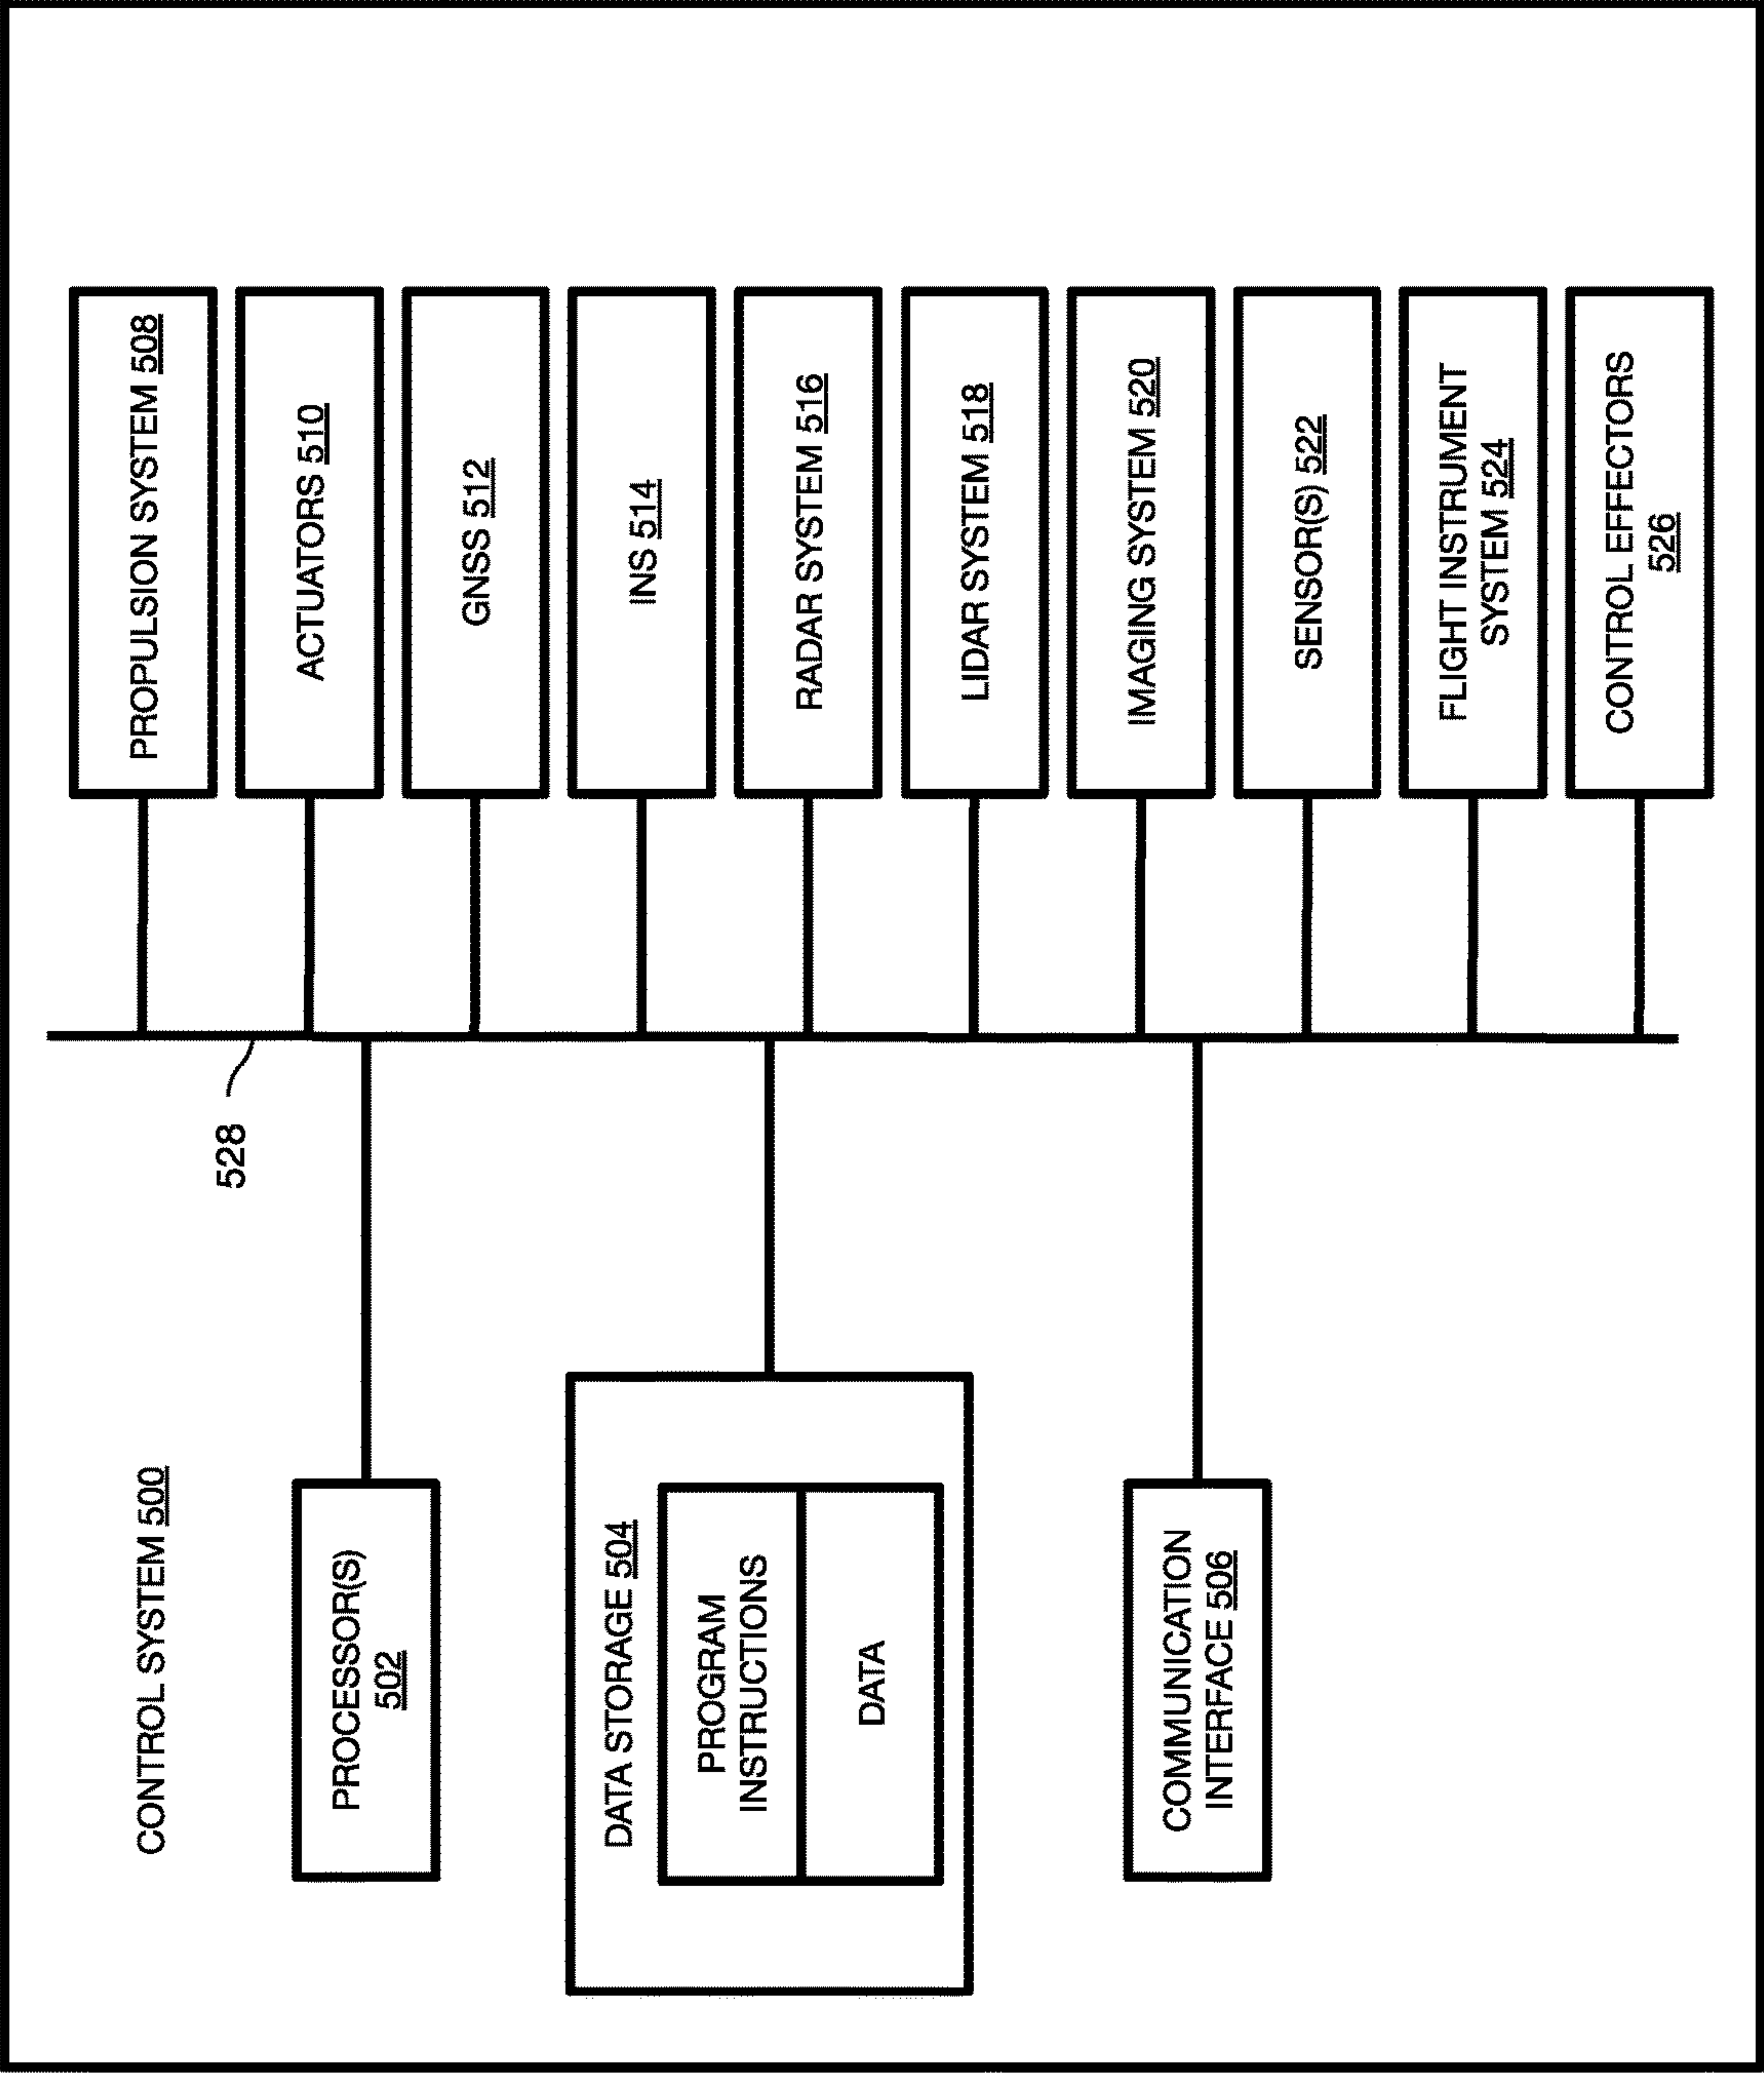 CONTROL SYSTEM 500
PROCESSOR(S)
502
DATA STORAGE 504
PROGRAM
INSTRUCTIONS
DATA
COMMUNICATION
INTERFACE 506
528
PROPULSION SYSTEM 508
ACTUATORS 510
GNSS 512
INS 514
RADAR SYSTEM 516
LIDAR SYSTEM 518
IMAGING SYSTEM 520
SENSOR(S) 522
FLIGHT INSTRUMENT
SYSTEM 524
CONTROL EFFECTORS
526